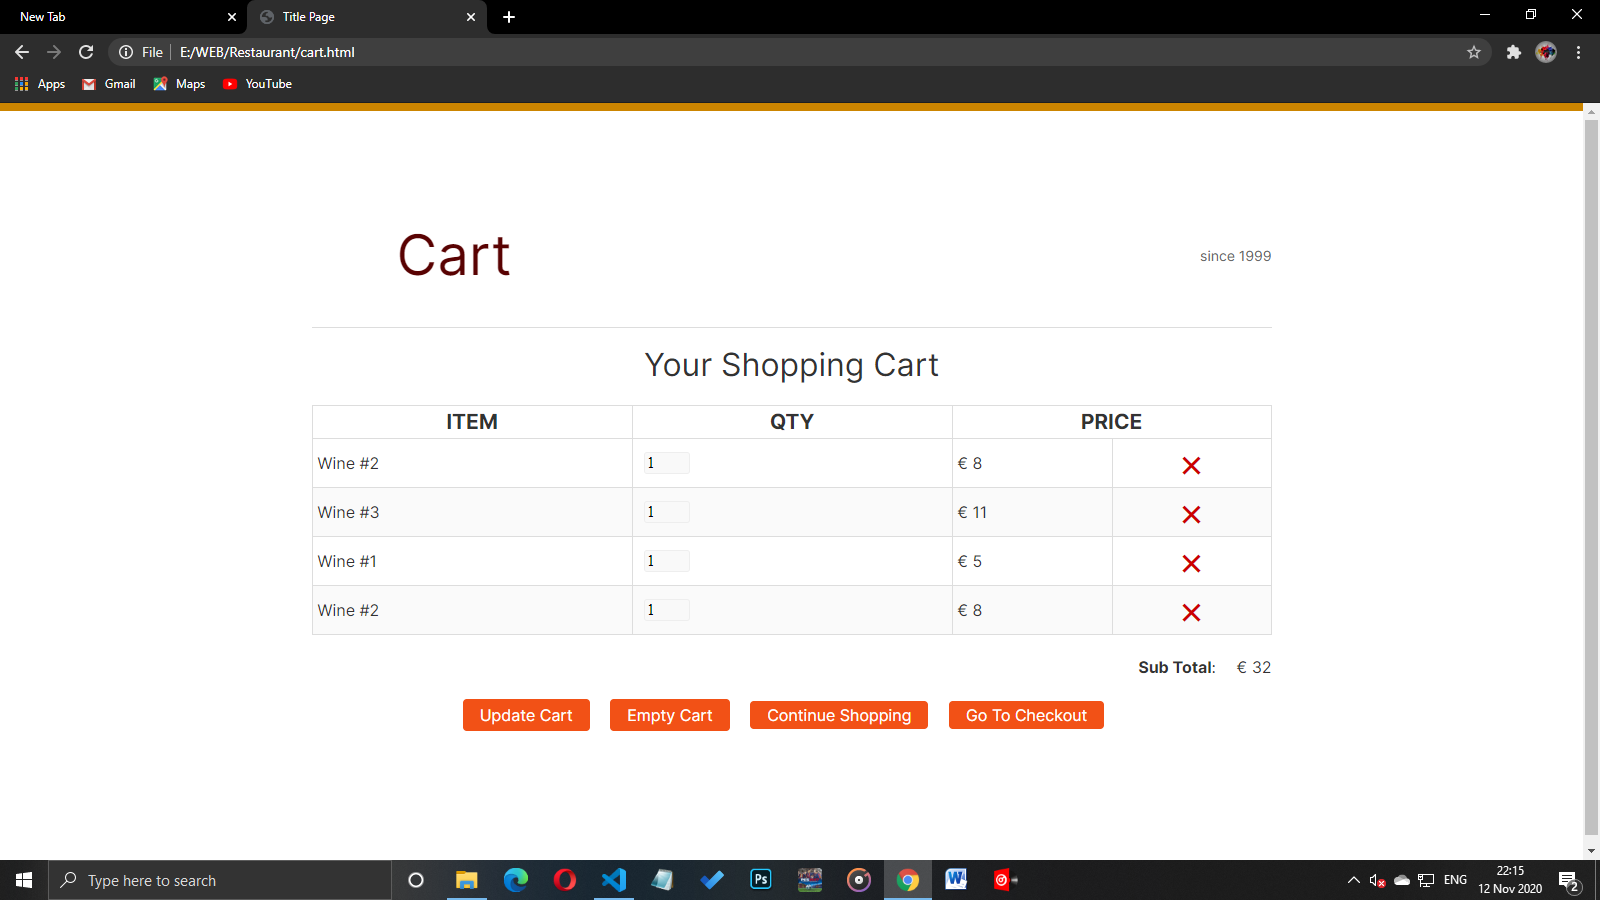 New Tab
Title Page
File
E:/WEB/Restaurant/cart.html
Apps
Gmail
Maps
YouTube
Cart
since 1999
Your Shopping Cart
ITEM QTY PRICE
Wine #2 1 € 8
Wine #3 1 € 11
Wine #1 1 € 5
Wine #2 1 € 8
Sub Total: € 32
Update Cart
Empty Cart
Continue Shopping
Go To Checkout
Type here to search
Ps
W
ENG
22:15
12 Nov 2020
2